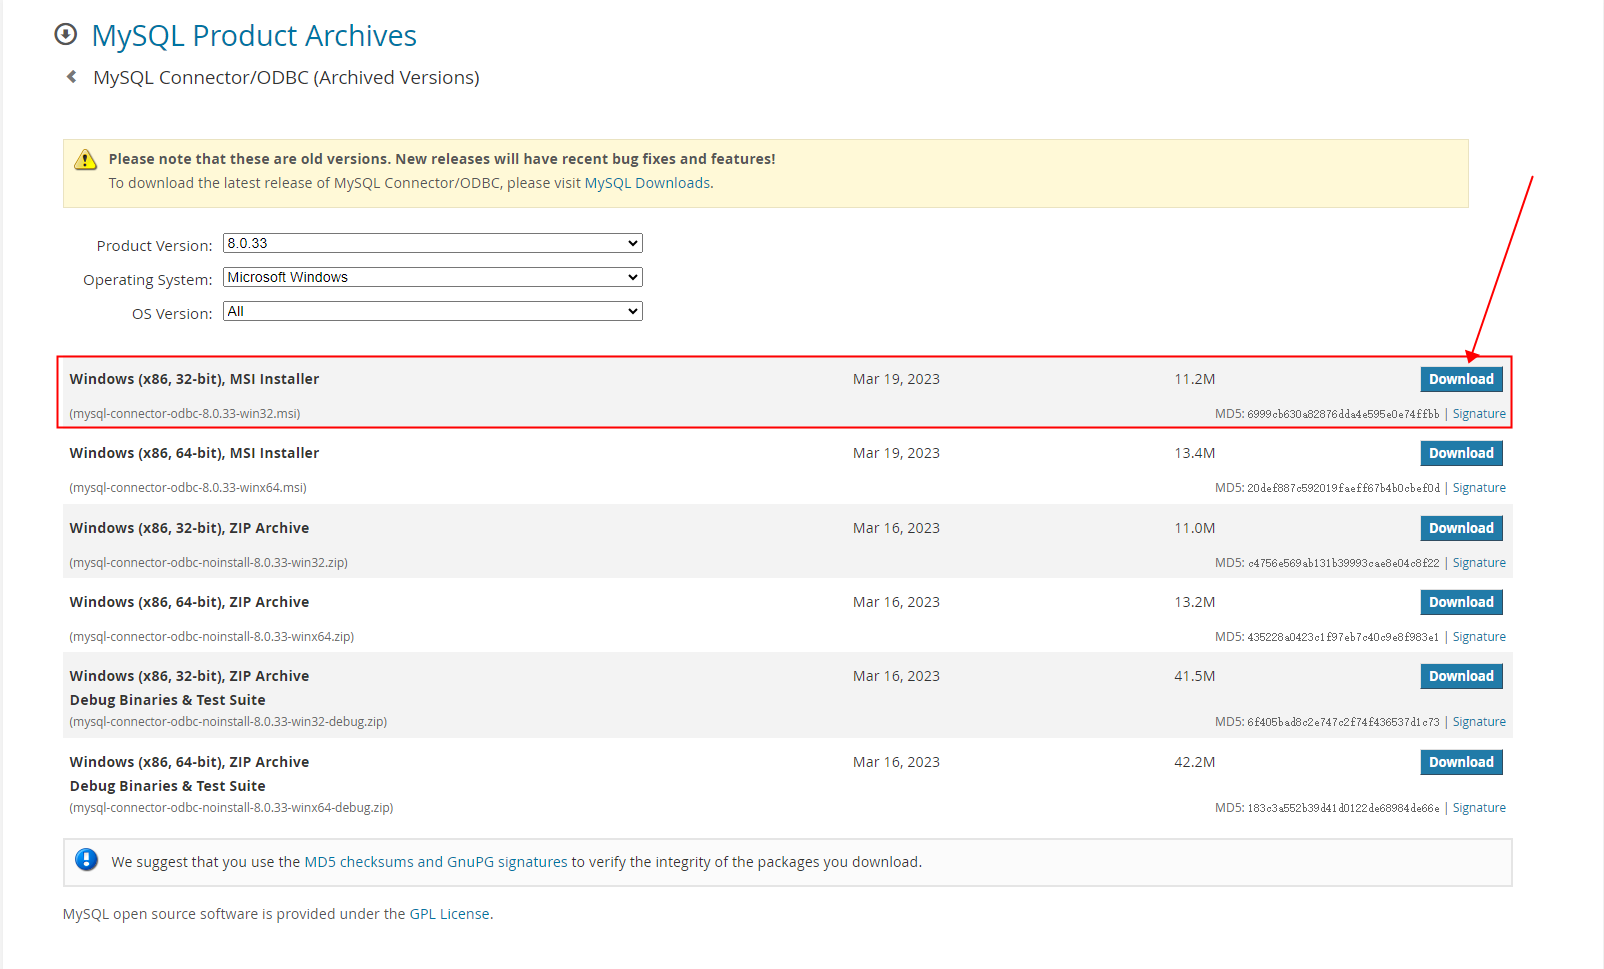 MySQL Product Archives
MySQL Connector/ODBC (Archived Versions)
Please note that these are old versions. New releases will have recent bug fixes and features!
To download the latest release of MySQL Connector/ODBC, please visit MySQL Downloads.
Product Version: 8.0.33
Operating System: Microsoft Windows
OS Version: All
Windows (x86, 32-bit), MSI Installer Mar 19, 2023 11.2M Download
(mysql-connector-odbc-8.0.33-win32.msi) MD5: 6999cb630a82876dda4e595e0e74ffbb | Signature
Windows (x86, 64-bit), MSI Installer Mar 19, 2023 13.4M Download
(mysql-connector-odbc-8.0.33-winx64.msi) MD5: 20def887c592019faeff67b4b0cbef0d | Signature
Windows (x86, 32-bit), ZIP Archive Mar 16, 2023 11.0M Download
(mysql-connector-odbc-noinstall-8.0.33-win32.zip) MD5: c4756e569ab131b39993cae8e04c8f22 | Signature
Windows (x86, 64-bit), ZIP Archive Mar 16, 2023 13.2M Download
(mysql-connector-odbc-noinstall-8.0.33-winx64.zip) MD5: 435228a0423c1f97eb7c40c9e8f983e1 | Signature
Windows (x86, 32-bit), ZIP Archive Mar 16, 2023 41.5M Download
Debug Binaries & Test Suite
(mysql-connector-odbc-noinstall-8.0.33-win32-debug.zip) MD5: 6f405bad8c2e747c2f74f436537d1c73 | Signature
Windows (x86, 64-bit), ZIP Archive Mar 16, 2023 42.2M Download
Debug Binaries & Test Suite
(mysql-connector-odbc-noinstall-8.0.33-winx64-debug.zip) MD5: 183c3a552b39d41d0122de68984de66e | Signature
We suggest that you use the MD5 checksums and GnuPG signatures to verify the integrity of the packages you download.
MySQL open source software is provided under the GPL License.